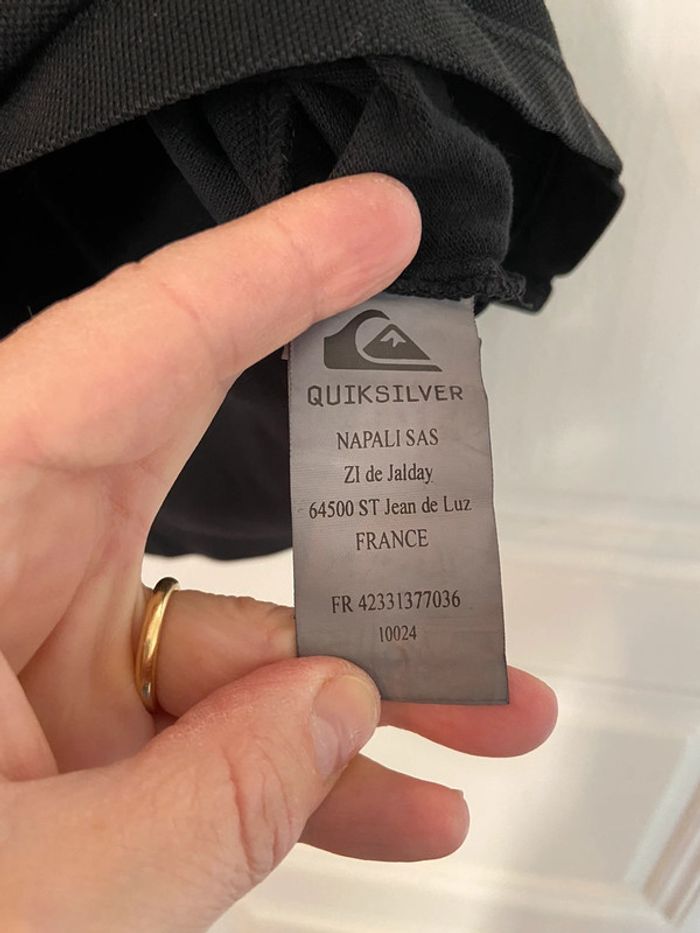 QUIKSILVER
NAPALI SAS
ZI de Jalday
64500 ST Jean de Luz
FRANCE
FR 42331377036
10024